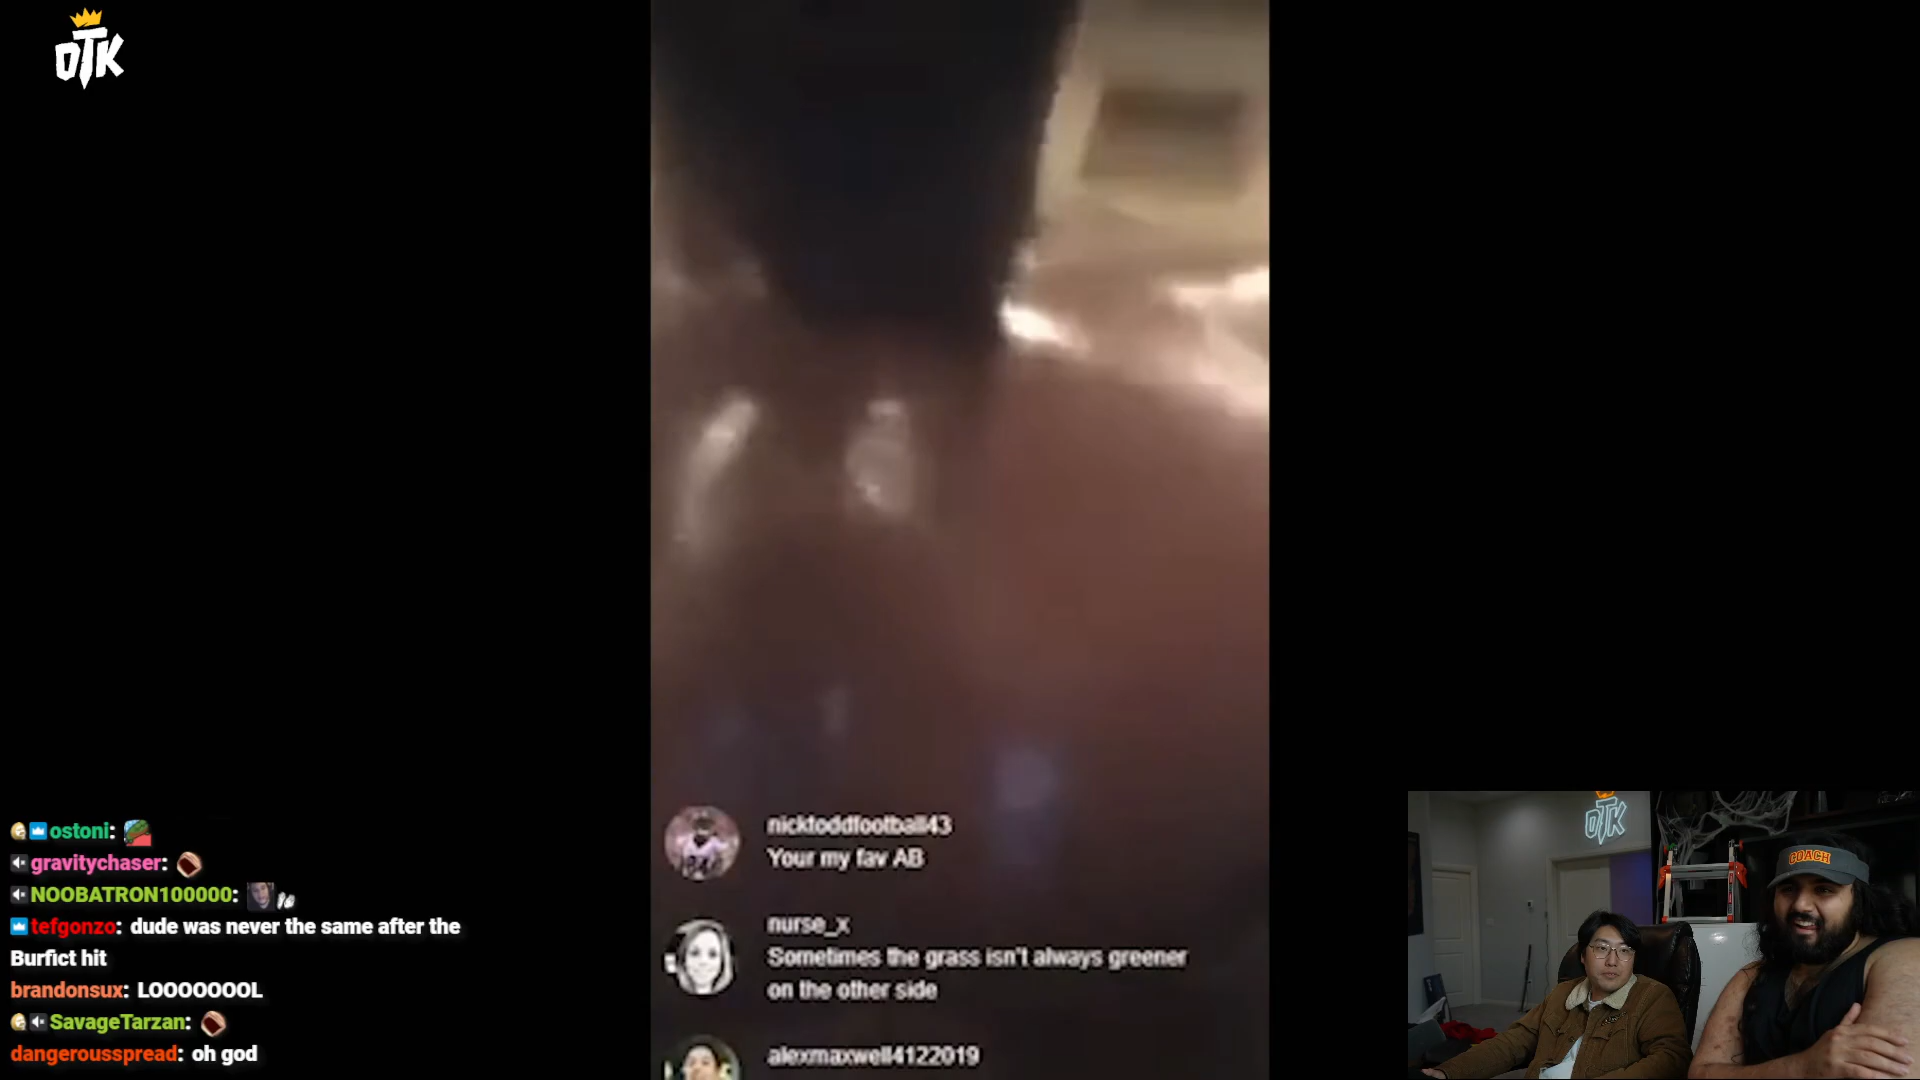 OTK
ostoni:
gravitychaser:
NOOBATRON100000:
tefgonzo: dude was never the same after the
Burfict hit
brandonsux: LOOOOOOOL
SavageTarzan:
dangerousspread: oh god
nicktoddfootball43
Your my fav AB
nurse_x
Sometimes the grass isn't always greener
on the other side
alexmaxwell4122019
OTK
COACH